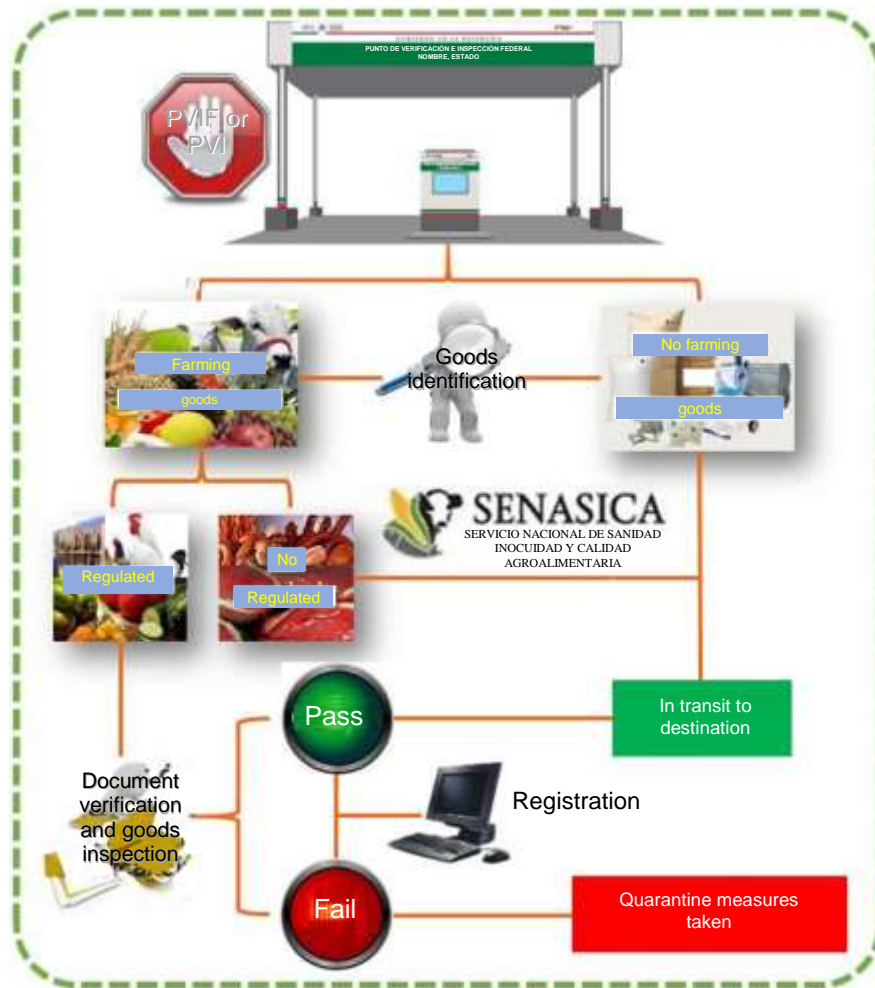 PUNTO DE VERIFICACIÓN E INSPECCIÓN FEDERAL
NOMBRE, ESTADO
PVIF or
PVI
Farming
goods
Goods
identification
No farming
goods
SENASICA
SERVICIO NACIONAL DE SANIDAD
INOCUIDAD Y CALIDAD
AGROALIMENTARIA
Regulated
No
Regulated
Pass
In transit to
destination
Document
verification
and goods
inspection
Registration
Fail
Quarantine measures
taken